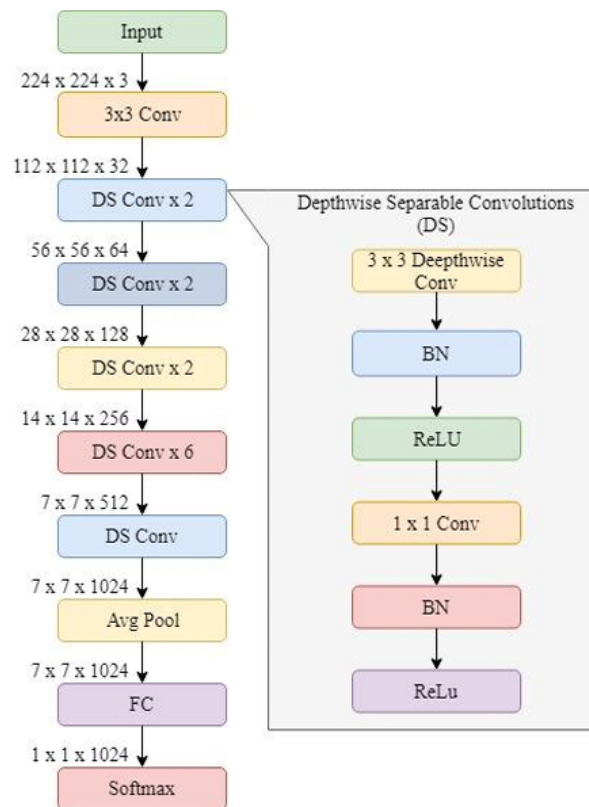 Input
224 x 224 x 3
3x3 Conv
112 x 112 x 32
DS Conv x 2
56 x 56 x 64
DS Conv x 2
28 x 28 x 128
DS Conv x 2
14 x 14 x 256
DS Conv x 6
7 x 7 x 512
DS Conv
7 x 7 x 1024
Avg Pool
7 x 7 x 1024
FC
1 x 1 x 1024
Softmax
Depthwise Separable Convolutions
(DS)
3 x 3 Deepthwise
Conv
BN
ReLU
1 x 1 Conv
BN
ReLu